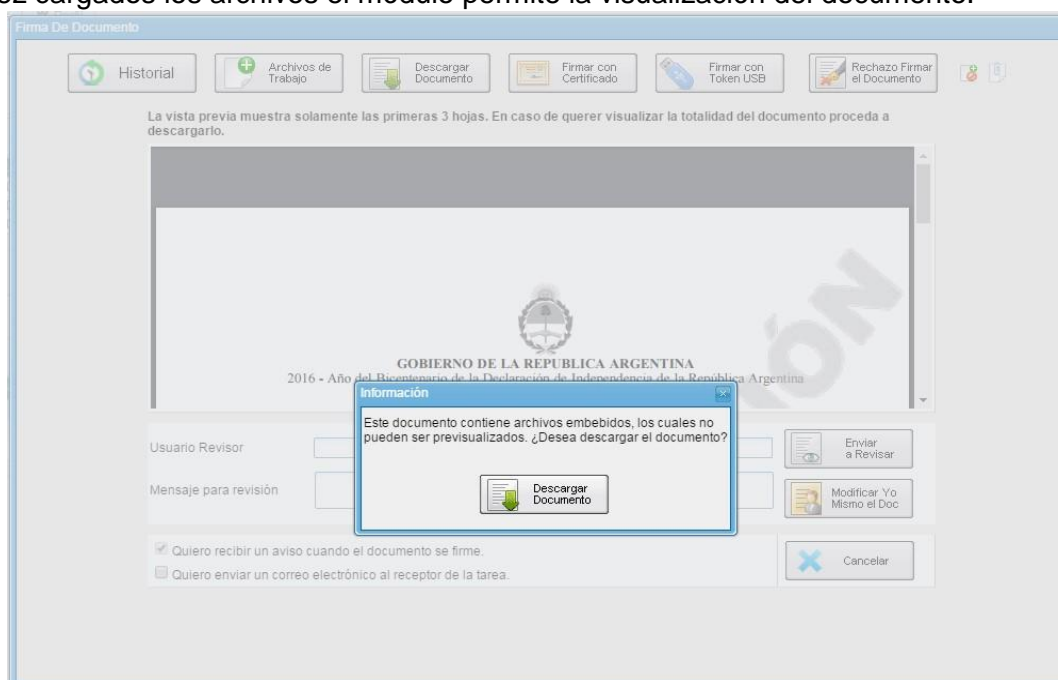 ez cargados los archivos el módulo permite la visualización del documento.
Firma De Documento
Historial
Archivos de
Trabajo
Descargar
Documento
Firmar con
Certificado
Firmar con
Token USB
Rechazo Firmar
el Documento
La vista previa muestra solamente las primeras 3 hojas. En caso de querer visualizar la totalidad del documento proceda a
descargarlo.
IÓN
GOBIERNO DE LA REPUBLICA ARGENTINA
2016 - Año del Bicentenario de la Declaración de Independencia de la República Argentina
Información
Este documento contiene archivos embebidos, los cuales no
pueden ser previsualizados. ¿Desea descargar el documento?
Descargar
Documento
Usuario Revisor
Enviar
a Revisar
Mensaje para revisión
Modificar Yo
Mismo el Doc
Quiero recibir un aviso cuando el documento se firme.
Quiero enviar un correo electrónico al receptor de la tarea.
Cancelar